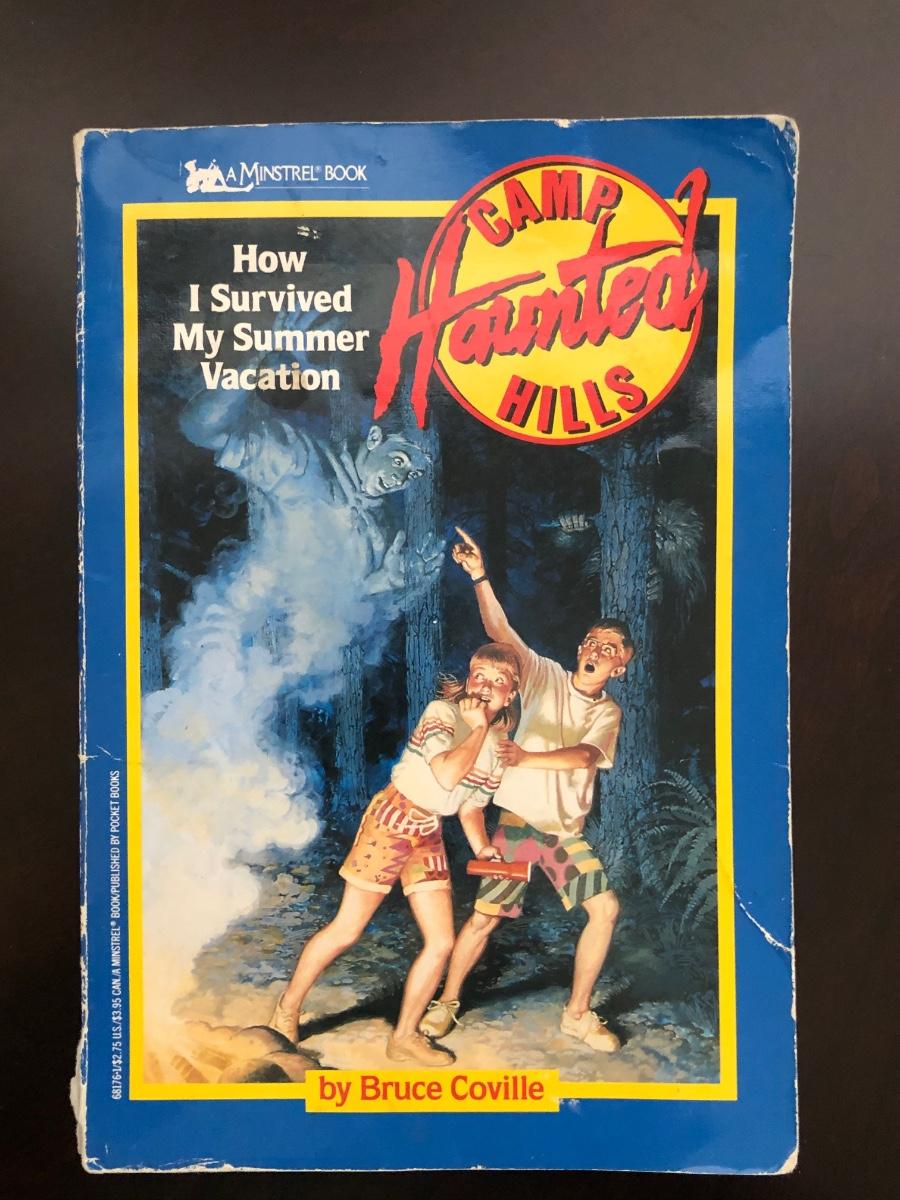 A MINSTREL® BOOK
How
I Survived
My Summer
Vacation
CAMP
Haunted
HILLS
68176-1/$2.75 U.S./$3.95 CAN./A MINSTREL® BOOK/PUBLISHED BY POCKET BOOKS
by Bruce Coville